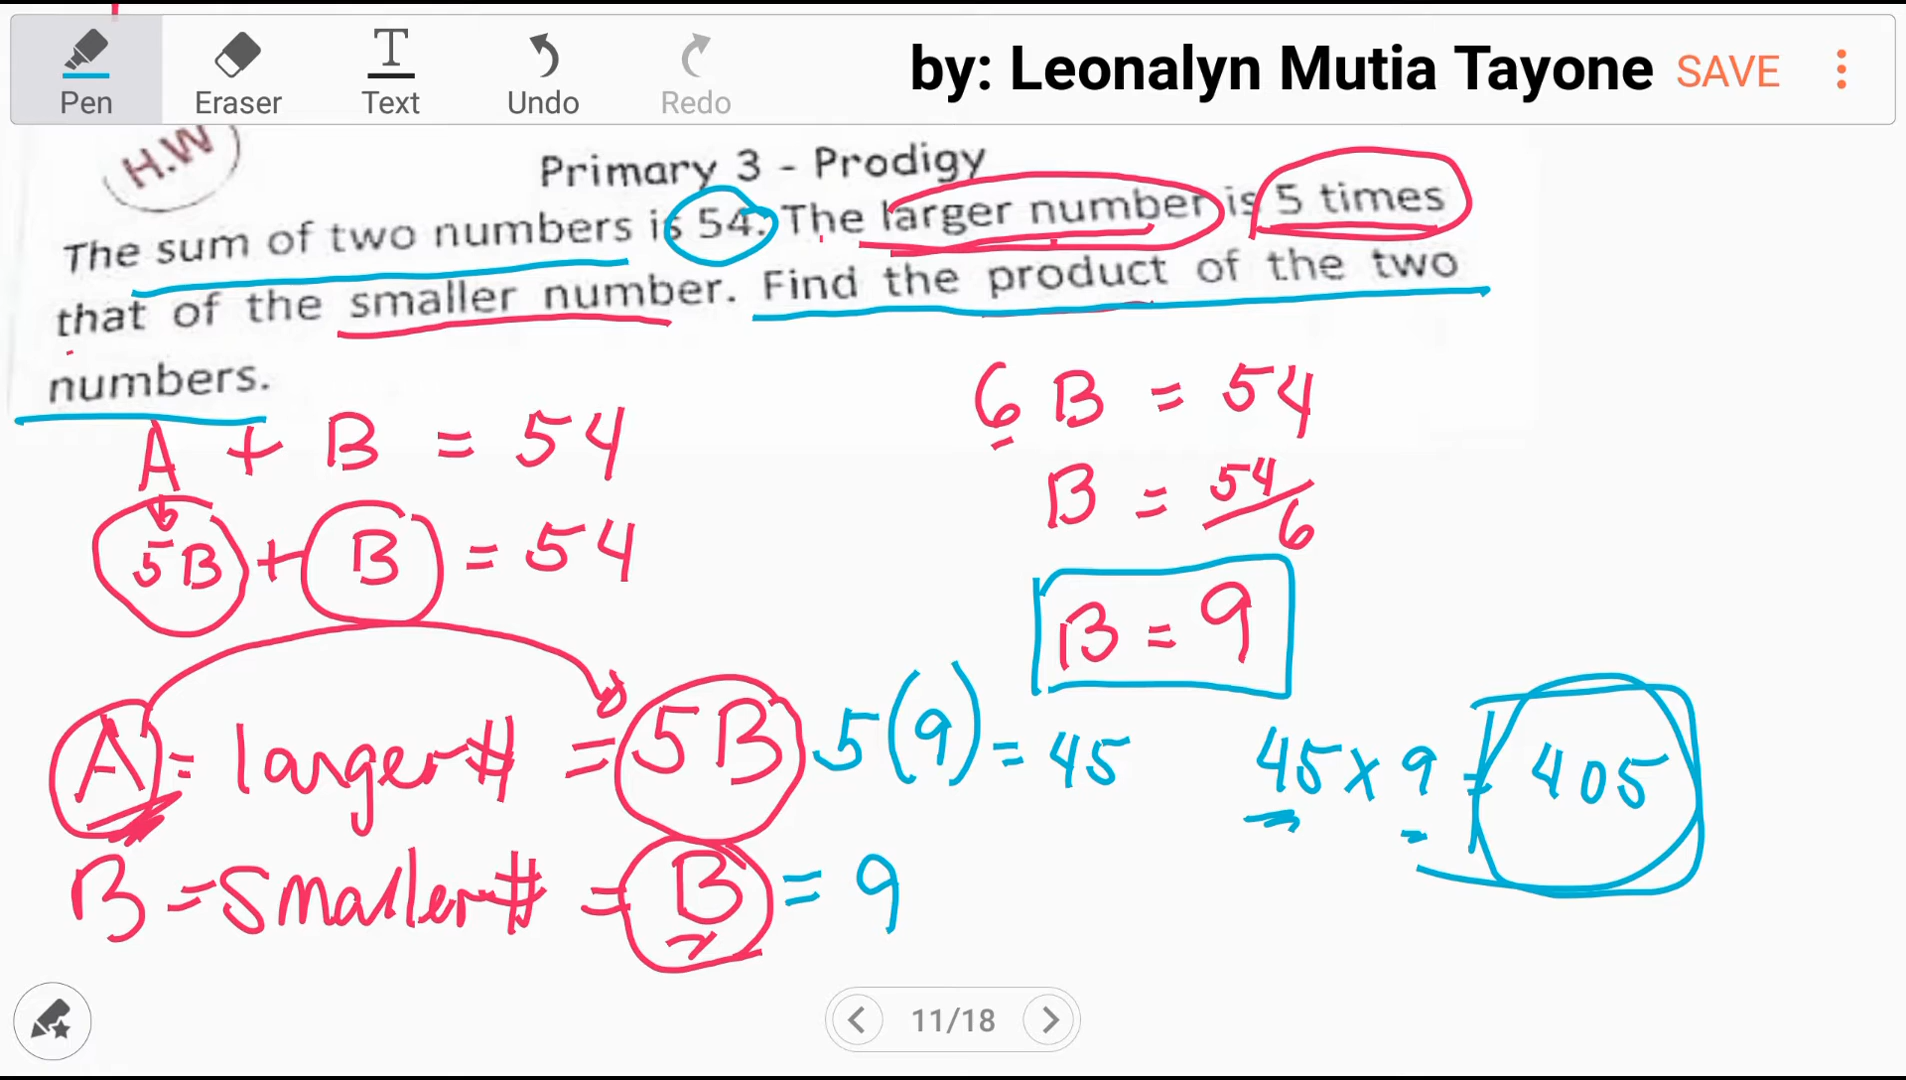 Pen Eraser Text Undo Redo by: Leonalyn Mutia Tayone SAVE
H.W
Primary 3 - Prodigy
The sum of two numbers is 54. The larger number is 5 times
that of the smaller number. Find the product of the two
numbers.
A + B = 54
5B + B = 54
6B = 54
B = 54/6
B = 9
A = larger# = 5B 5(9) = 45
45 x 9 = 405
B = smaller# = B = 9
11/18